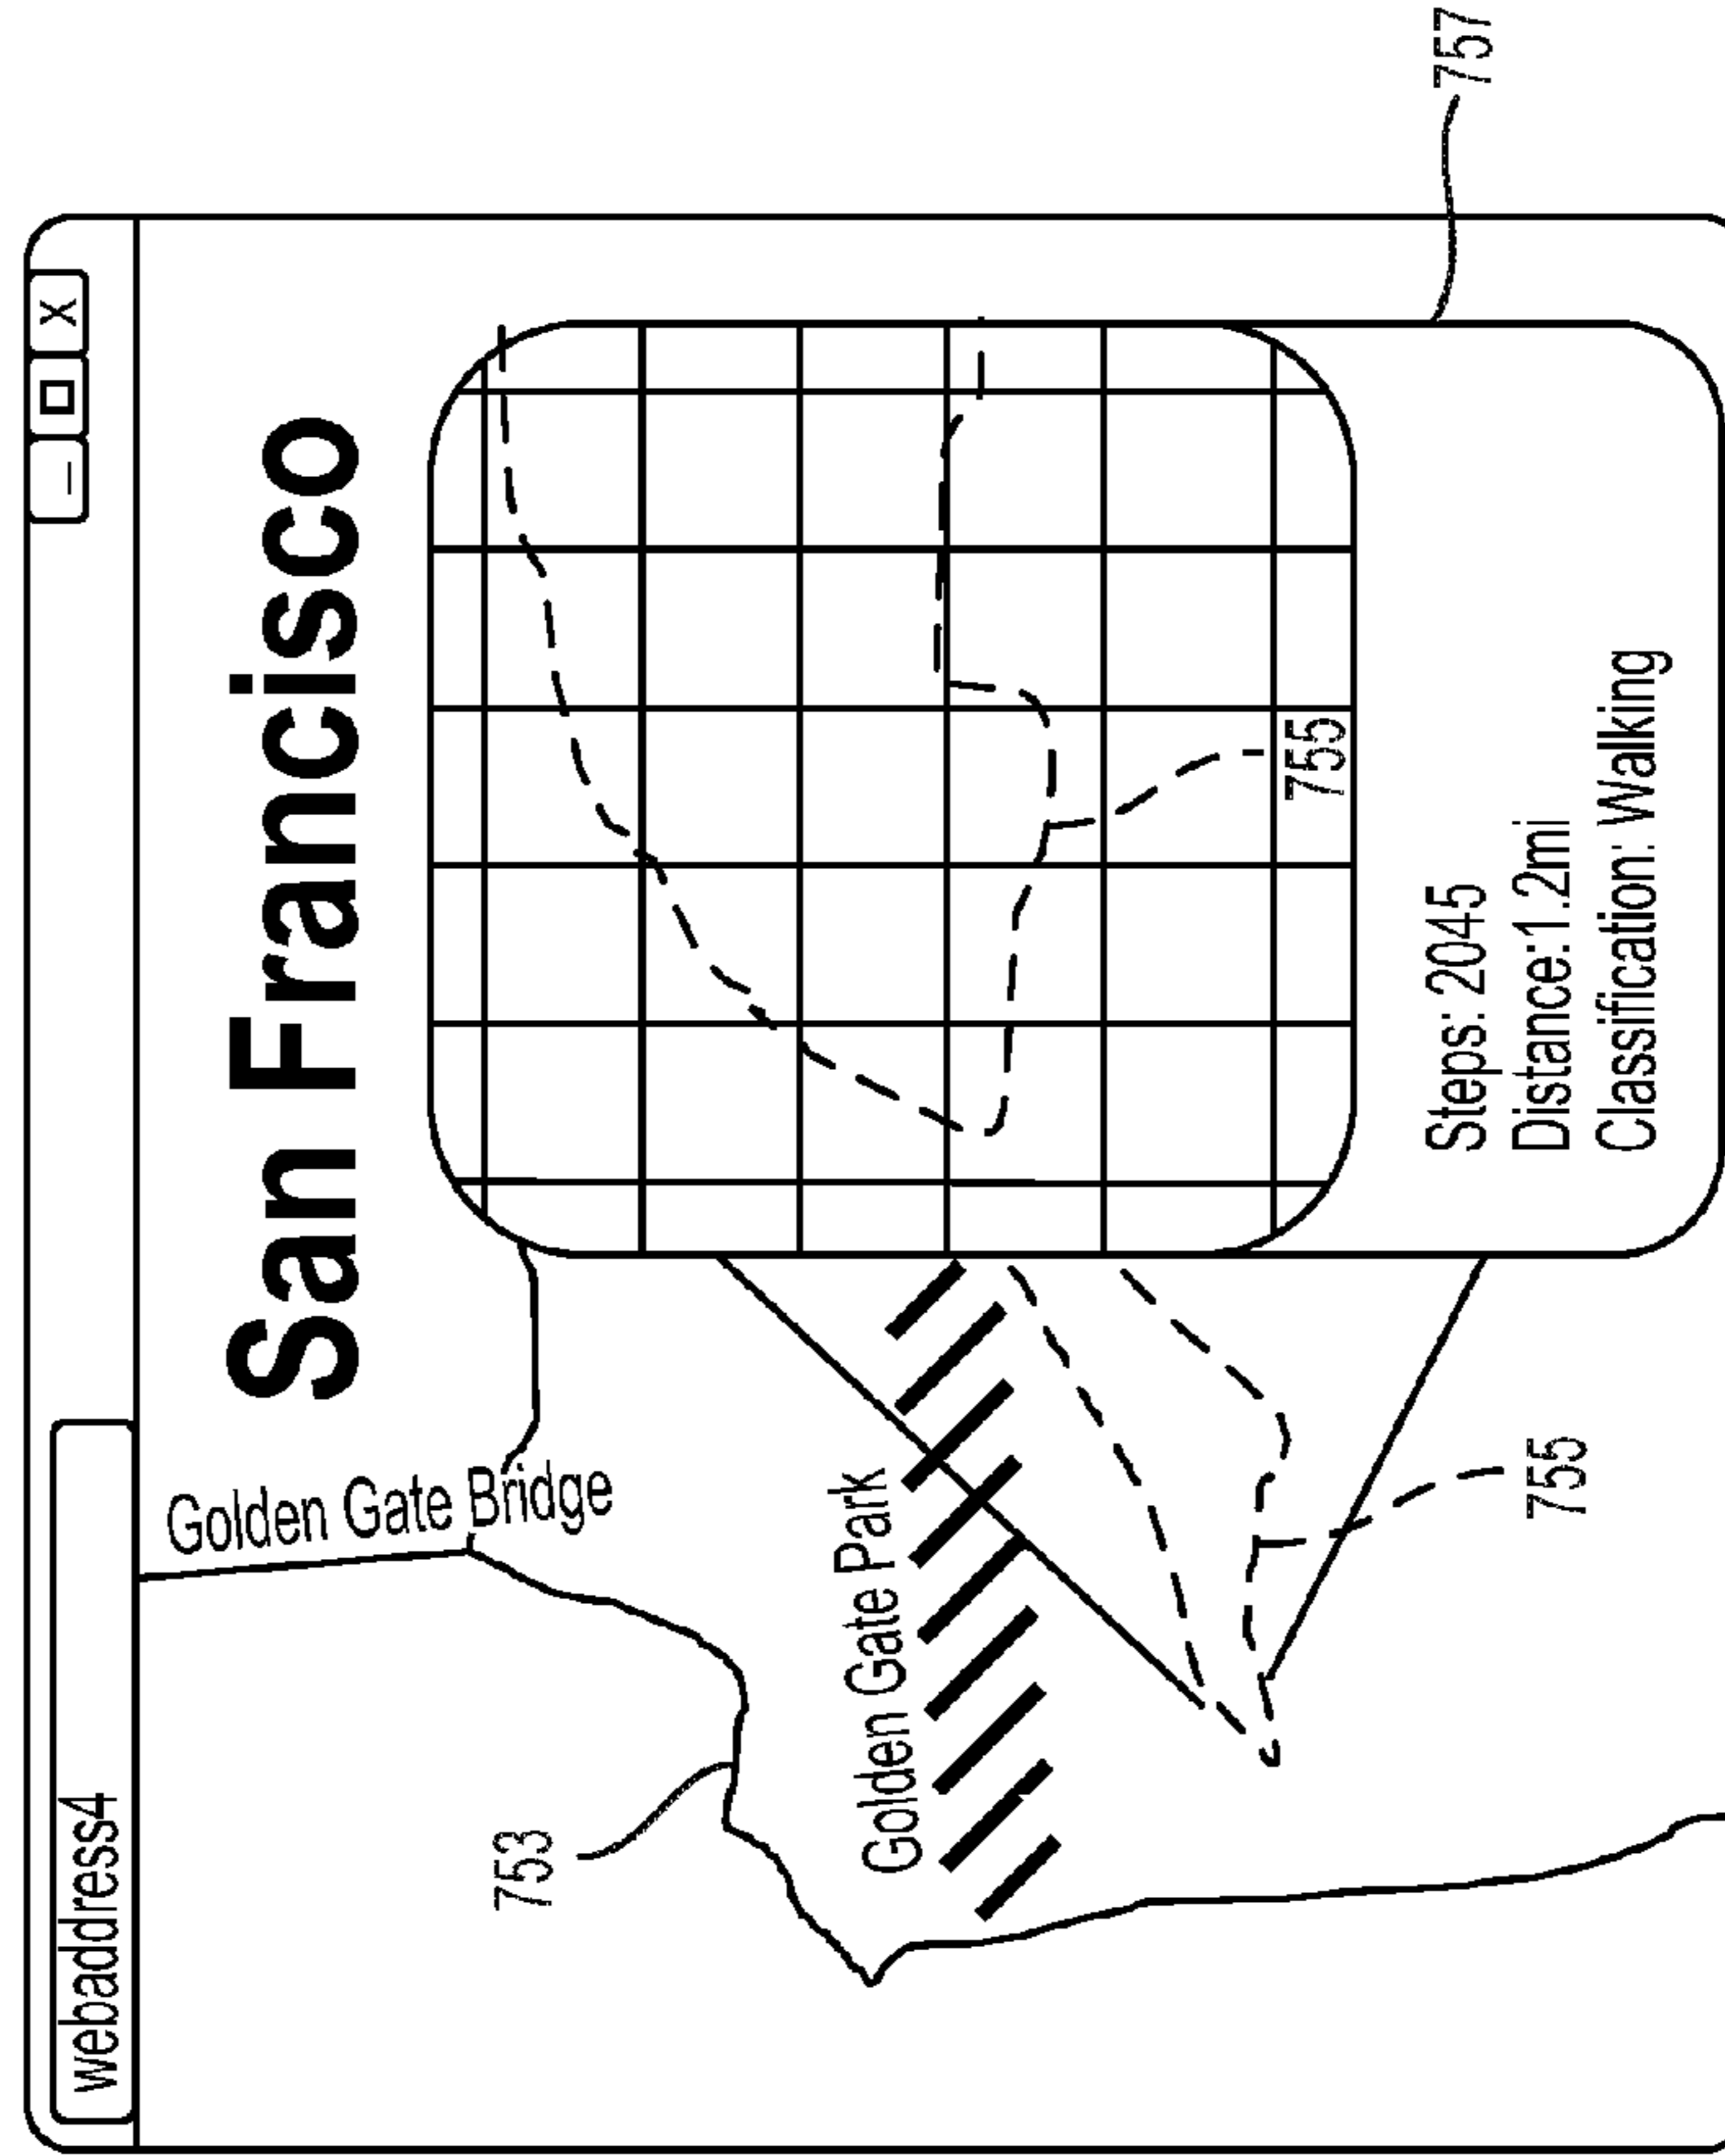 webaddress4
_ X
San Francisco
Golden Gate Bridge
753
Golden Gate Park
755
755
Steps: 2045
Distance:1.2mi
Classification: Walking
757